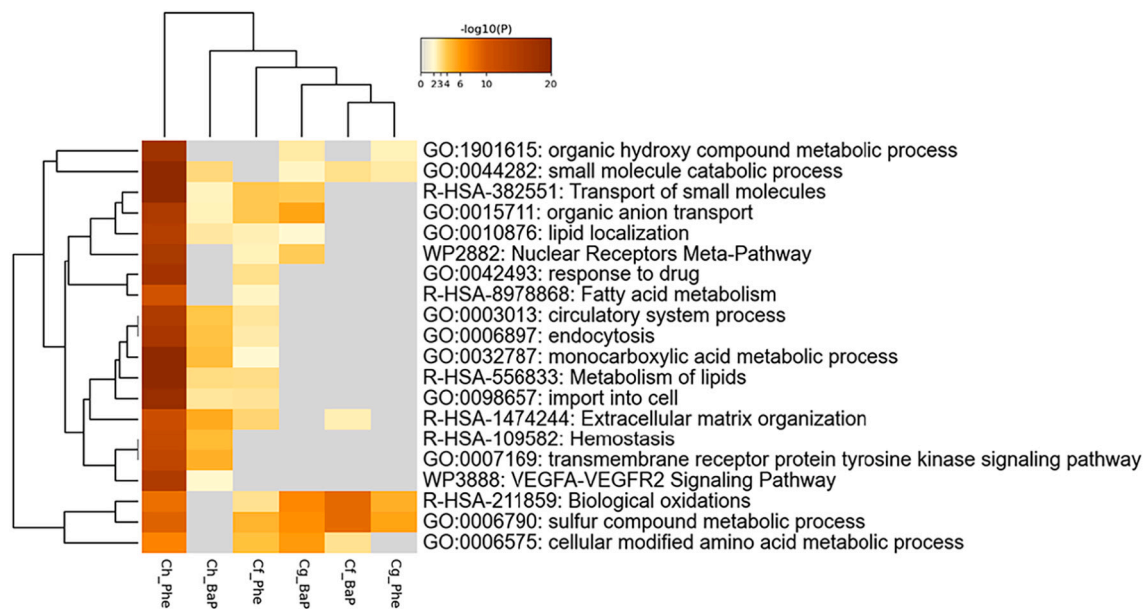 -log10(P)
0 2 3 4 6 10 20
GO:1901615: organic hydroxy compound metabolic process
GO:0044282: small molecule catabolic process
R-HSA-382551: Transport of small molecules
GO:0015711: organic anion transport
GO:0010876: lipid localization
WP2882: Nuclear Receptors Meta-Pathway
GO:0042493: response to drug
R-HSA-8978868: Fatty acid metabolism
GO:0003013: circulatory system process
GO:0006897: endocytosis
GO:0032787: monocarboxylic acid metabolic process
R-HSA-556833: Metabolism of lipids
GO:0098657: import into cell
R-HSA-1474244: Extracellular matrix organization
R-HSA-109582: Hemostasis
GO:0007169: transmembrane receptor protein tyrosine kinase signaling pathway
WP3888: VEGFA-VEGFR2 Signaling Pathway
R-HSA-211859: Biological oxidations
GO:0006790: sulfur compound metabolic process
GO:0006575: cellular modified amino acid metabolic process
Ch_Phe
Ch_BaP
Cf_Phe
Cg_BaP
Cf_BaP
Cg_Phe